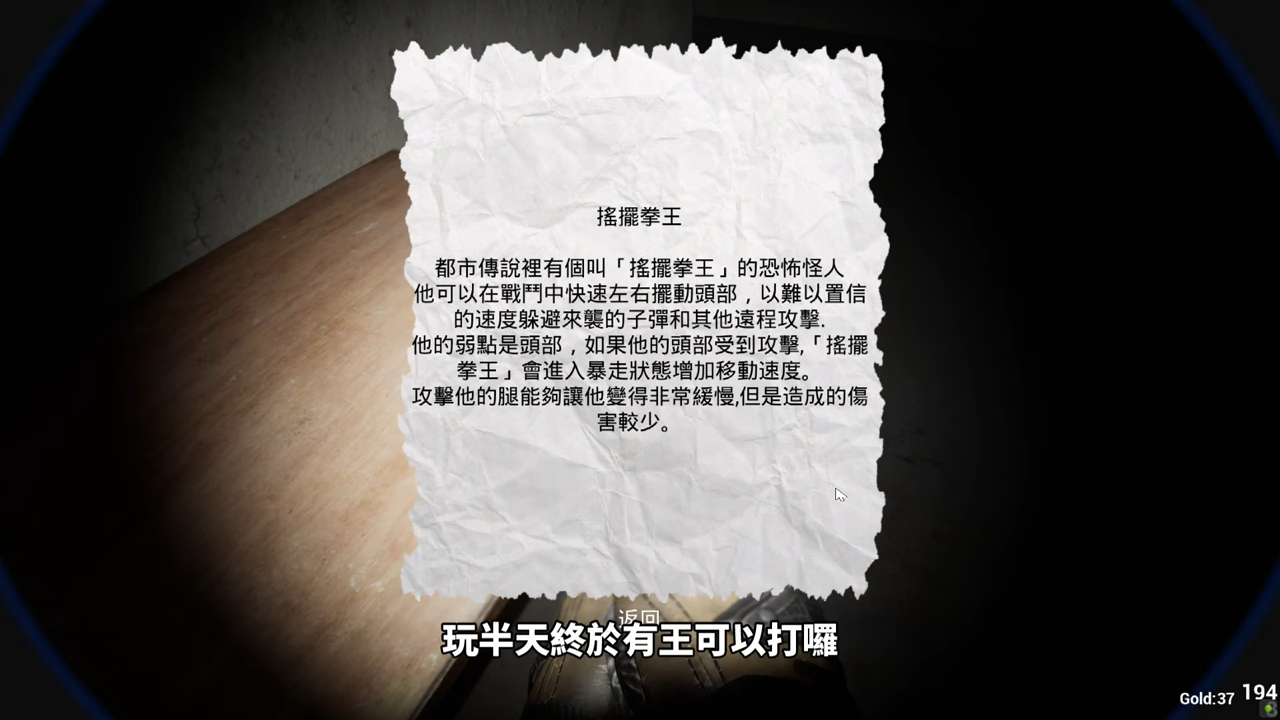 搖擺拳王
都市傳說裡有個叫「搖擺拳王」的恐怖怪人
他可以在戰鬥中快速左右擺動頭部，以難以置信
的速度躲避來襲的子彈和其他遠程攻擊.
他的弱點是頭部，如果他的頭部受到攻擊,「搖擺
拳王」會進入暴走狀態增加移動速度。
攻擊他的腿能夠讓他變得非常緩慢,但是造成的傷
害較少。
返回
玩半天終於有王可以打囉
Gold:37 194